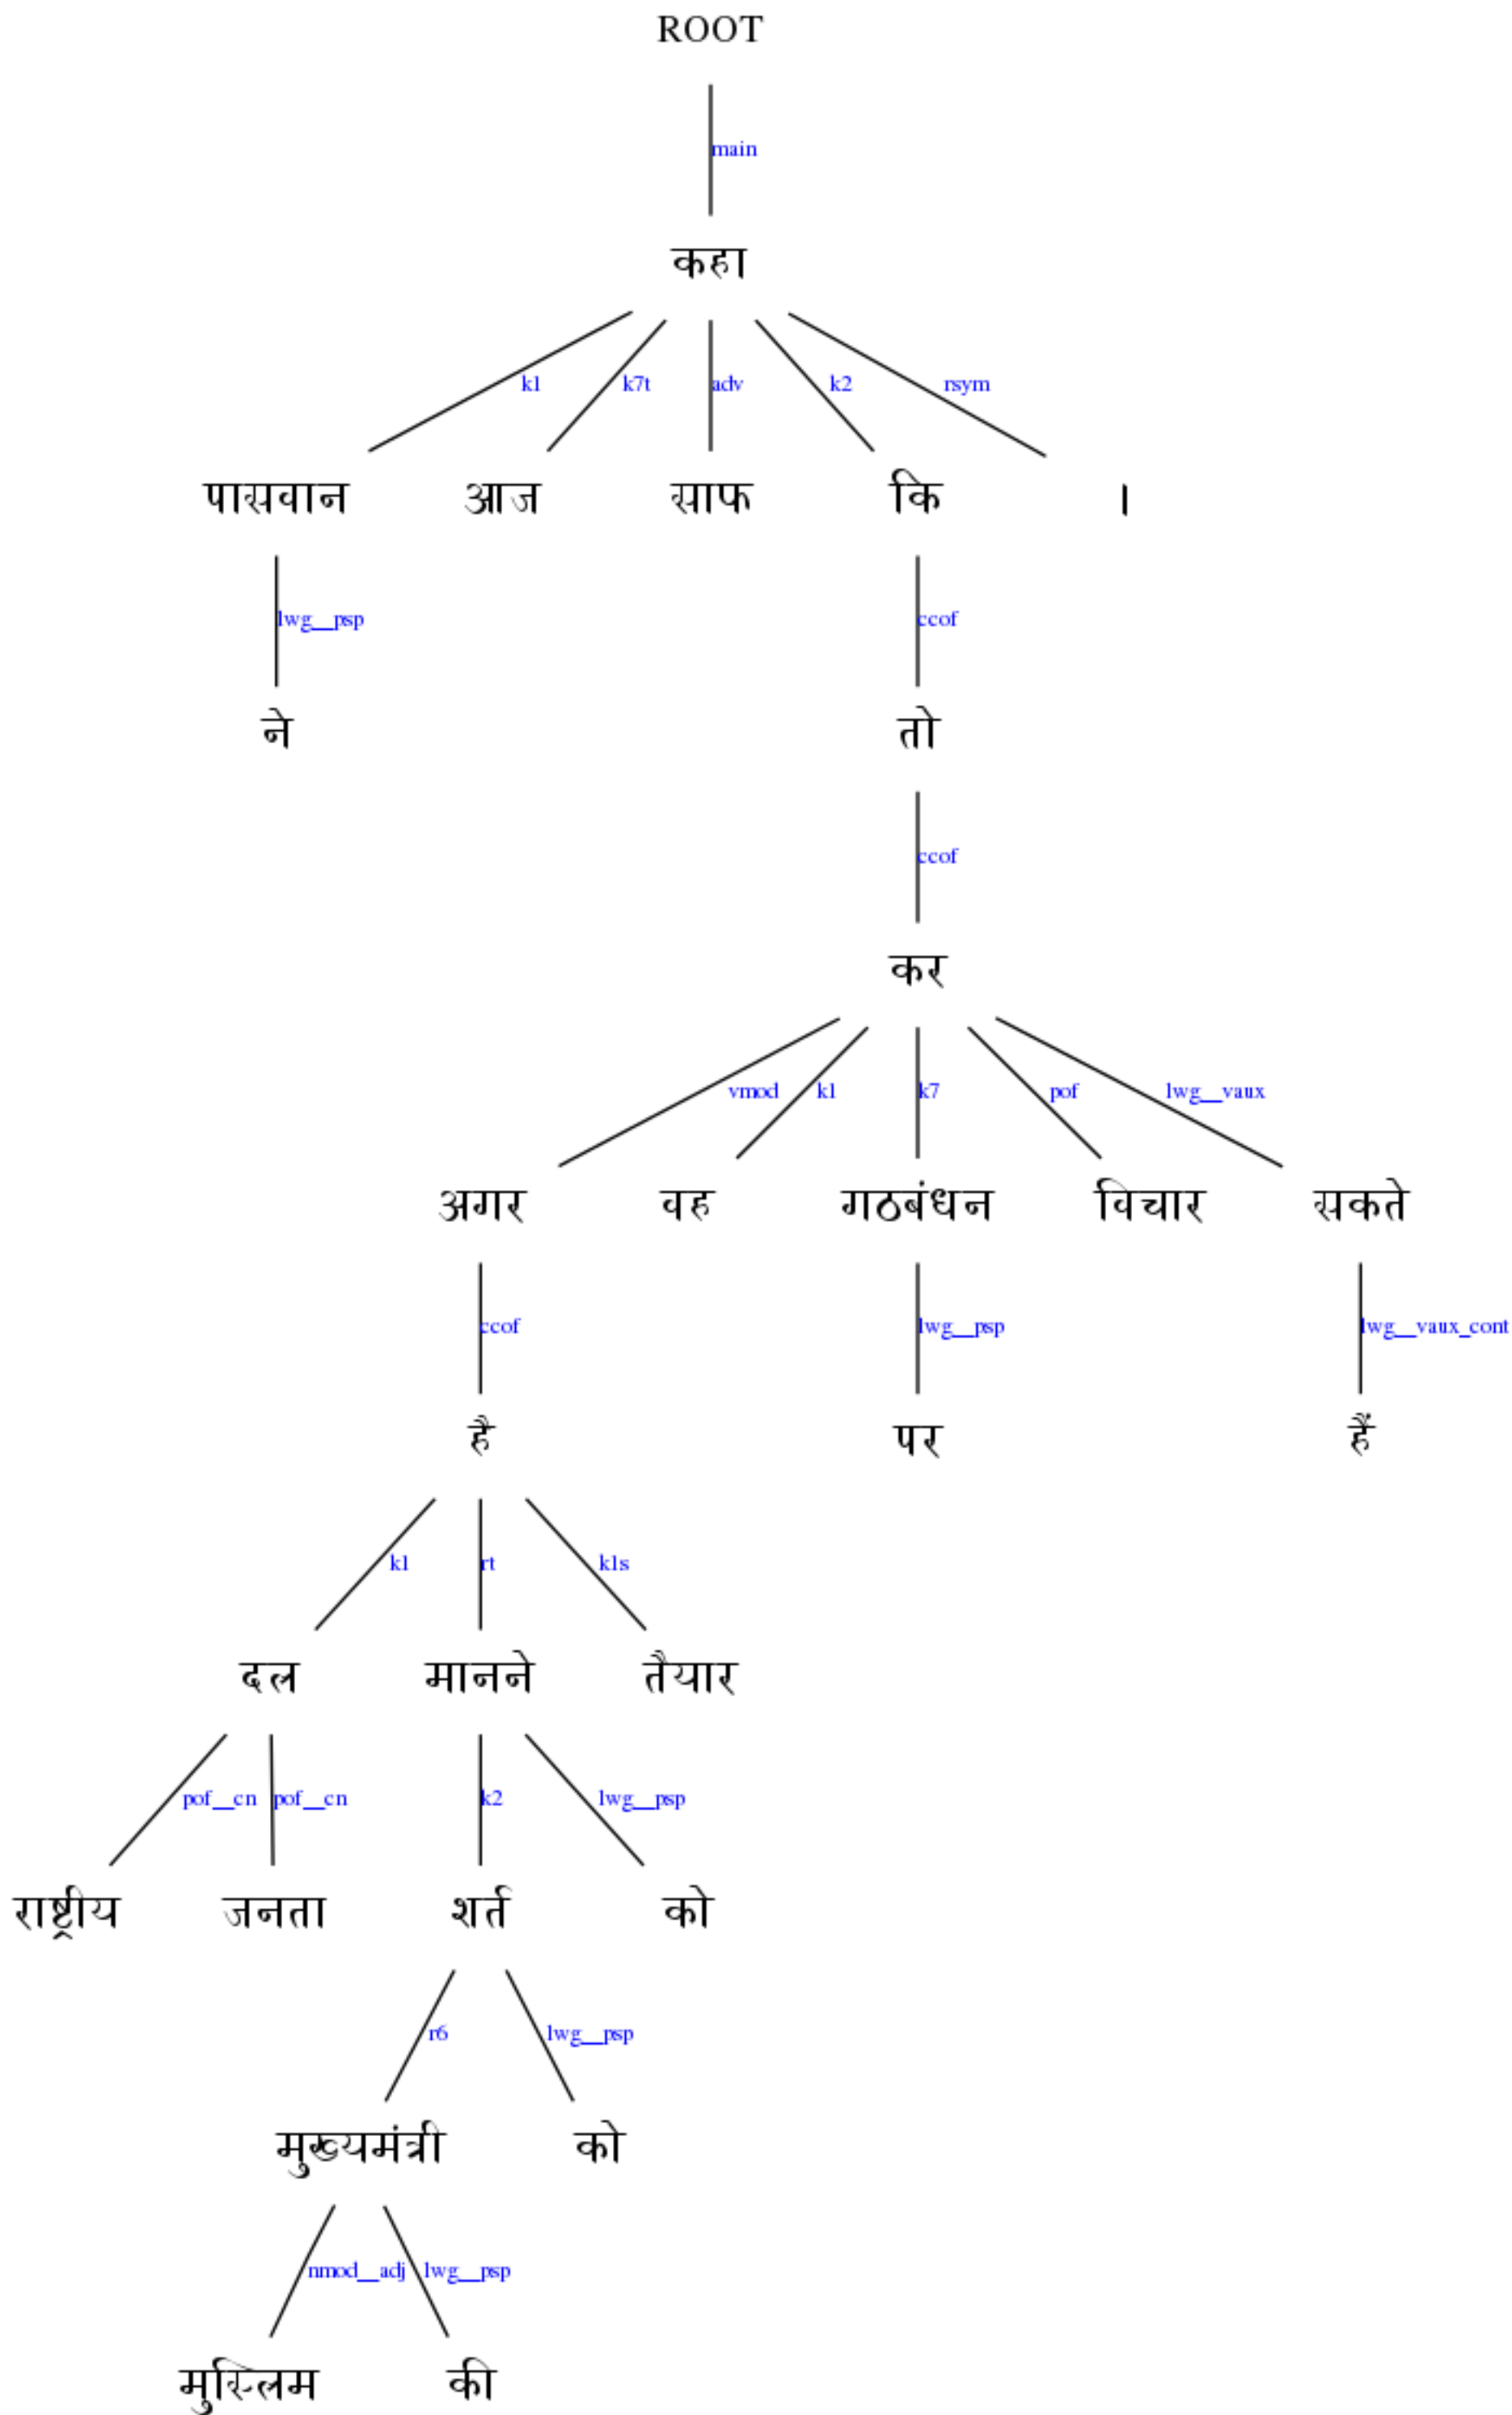 ROOT
main
कहा
k1 k7t adv k2 rsym
पासवान आज साफ कि ।
lwg__psp ccof
ने तो
ccof
कर
vmod k1 k7 pof lwg__vaux
अगर वह गठबंधन विचार सकते
ccof lwg__psp lwg__vaux_cont
है पर हैं
k1 rt k1s
दल मानने तैयार
pof__cn pof__cn k2 lwg__psp
राष्ट्रीय जनता शर्त को
r6 lwg__psp
मुख्यमंत्री को
nmod__adj lwg__psp
मुस्लिम की